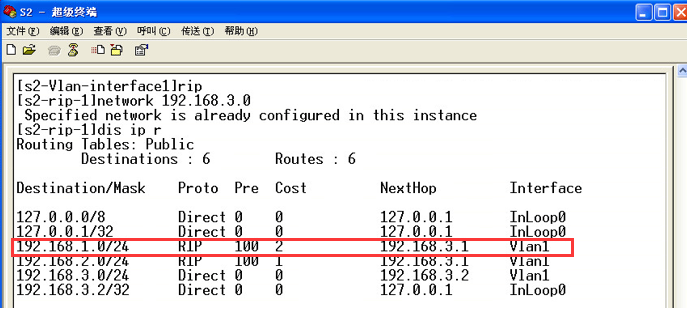 S2 - 超级终端
文件(F) 编辑(E) 查看(V) 呼叫(C) 传送(T) 帮助(H)
[s2-Vlan-interface1]rip
[s2-rip-1]network 192.168.3.0
Specified network is already configured in this instance
[s2-rip-1]dis ip r
Routing Tables: Public
Destinations : 6 Routes : 6
Destination/Mask Proto Pre Cost NextHop Interface
127.0.0.0/8 Direct 0 0 127.0.0.1 InLoop0
127.0.0.1/32 Direct 0 0 127.0.0.1 InLoop0
192.168.1.0/24 RIP 100 2 192.168.3.1 Vlan1
192.168.2.0/24 RIP 100 1 192.168.3.1 Vlan1
192.168.3.0/24 Direct 0 0 192.168.3.2 Vlan1
192.168.3.2/32 Direct 0 0 127.0.0.1 InLoop0